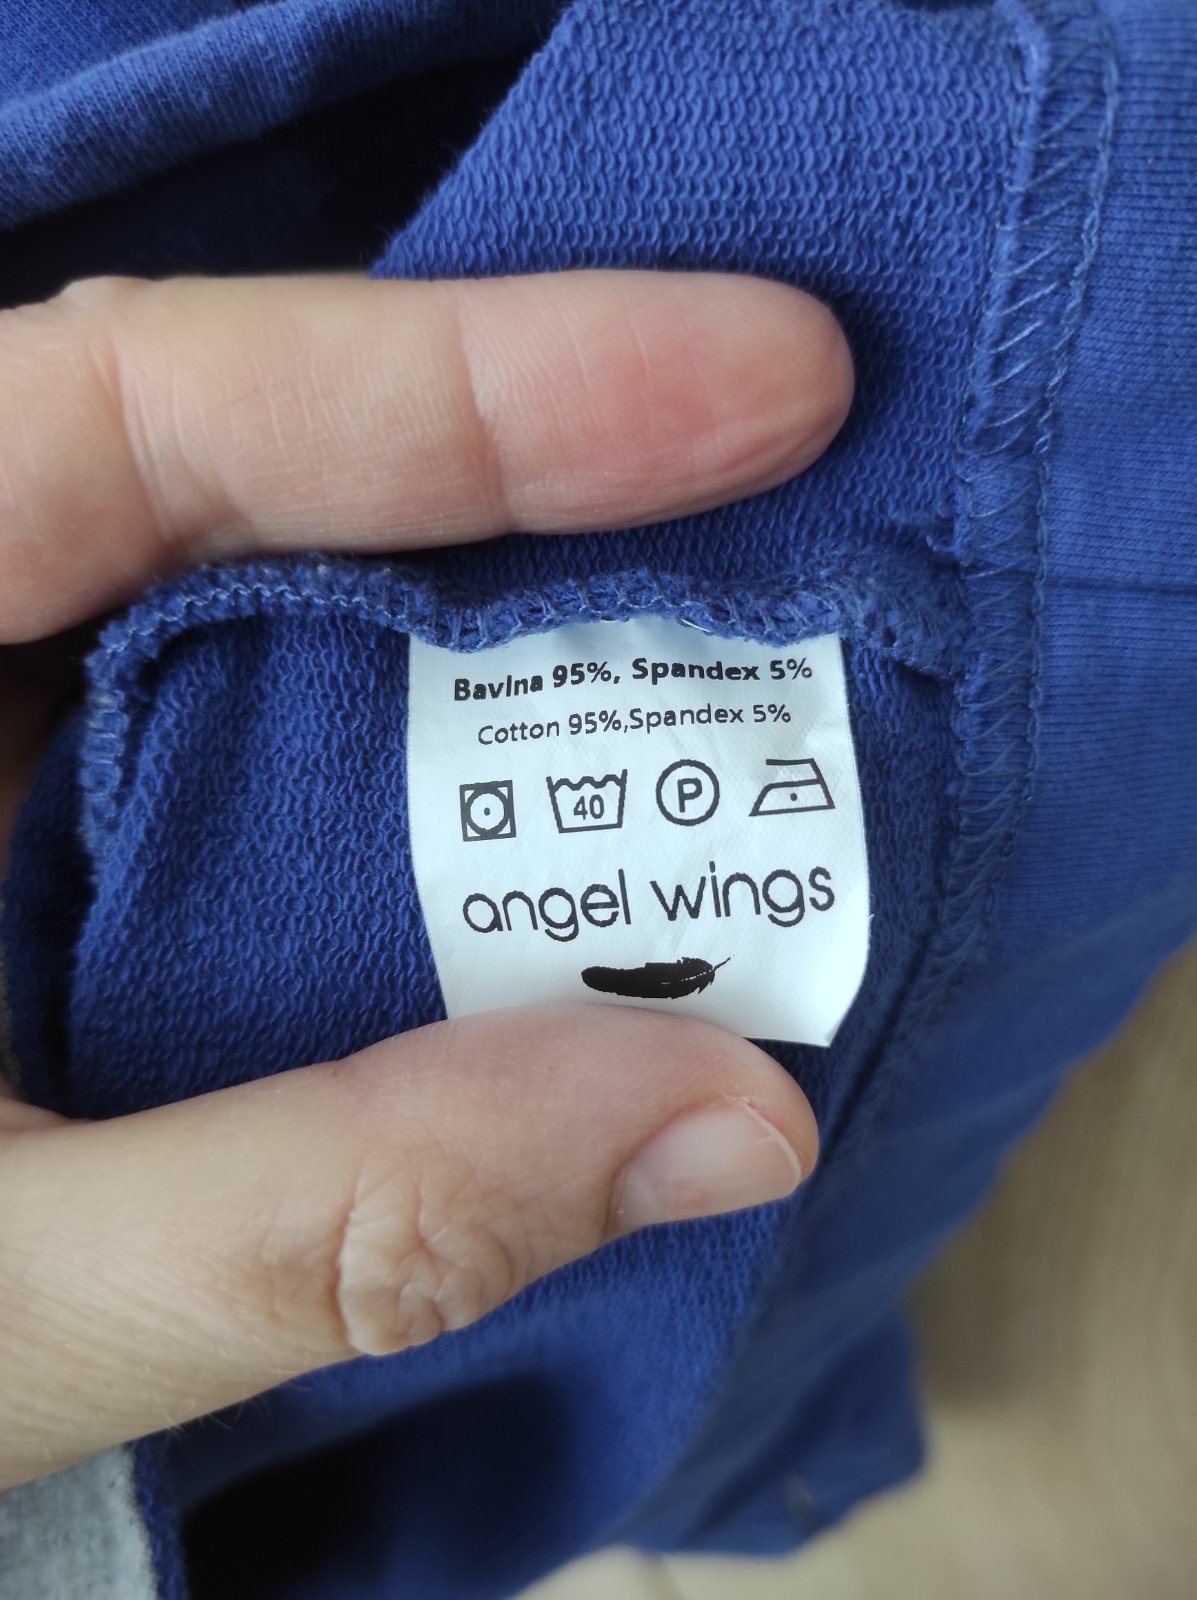 Bavlna 95%, Spandex 5%
Cotton 95%,Spandex 5%
40 P
angel wings